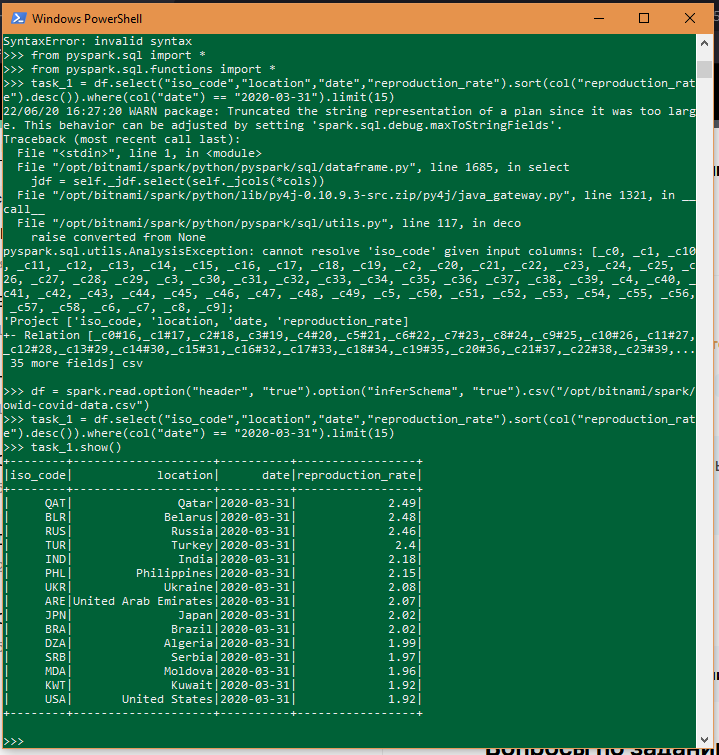 Windows PowerShell
SyntaxError: invalid syntax
>>> from pyspark.sql import *
>>> from pyspark.sql.functions import *
>>> task_1 = df.select("iso_code","location","date","reproduction_rate").sort(col("reproduction_rat
e").desc()).where(col("date") == "2020-03-31").limit(15)
22/06/20 16:27:20 WARN package: Truncated the string representation of a plan since it was too larg
e. This behavior can be adjusted by setting 'spark.sql.debug.maxToStringFields'.
Traceback (most recent call last):
  File "<stdin>", line 1, in <module>
  File "/opt/bitnami/spark/python/pyspark/sql/dataframe.py", line 1685, in select
    jdf = self._jdf.select(self._jcols(*cols))
  File "/opt/bitnami/spark/python/lib/py4j-0.10.9.3-src.zip/py4j/java_gateway.py", line 1321, in __
call__
  File "/opt/bitnami/spark/python/pyspark/sql/utils.py", line 117, in deco
    raise converted from None
pyspark.sql.utils.AnalysisException: cannot resolve 'iso_code' given input columns: [_c0, _c1, _c10
, _c11, _c12, _c13, _c14, _c15, _c16, _c17, _c18, _c19, _c2, _c20, _c21, _c22, _c23, _c24, _c25, _c
26, _c27, _c28, _c29, _c3, _c30, _c31, _c32, _c33, _c34, _c35, _c36, _c37, _c38, _c39, _c4, _c40, _
c41, _c42, _c43, _c44, _c45, _c46, _c47, _c48, _c49, _c5, _c50, _c51, _c52, _c53, _c54, _c55, _c56,
 _c57, _c58, _c6, _c7, _c8, _c9];
'Project ['iso_code, 'location, 'date, 'reproduction_rate]
+- Relation [_c0#16,_c1#17,_c2#18,_c3#19,_c4#20,_c5#21,_c6#22,_c7#23,_c8#24,_c9#25,_c10#26,_c11#27,
_c12#28,_c13#29,_c14#30,_c15#31,_c16#32,_c17#33,_c18#34,_c19#35,_c20#36,_c21#37,_c22#38,_c23#39,...
 35 more fields] csv
>>> df = spark.read.option("header", "true").option("inferSchema", "true").csv("/opt/bitnami/spark/
owid-covid-data.csv")
>>> task_1 = df.select("iso_code","location","date","reproduction_rate").sort(col("reproduction_rat
e").desc()).where(col("date") == "2020-03-31").limit(15)
>>> task_1.show()
+--------+--------------------+----------+-----------------+
|iso_code|            location|      date|reproduction_rate|
+--------+--------------------+----------+-----------------+
|     QAT|               Qatar|2020-03-31|             2.49|
|     BLR|             Belarus|2020-03-31|             2.48|
|     RUS|              Russia|2020-03-31|             2.46|
|     TUR|              Turkey|2020-03-31|              2.4|
|     IND|               India|2020-03-31|             2.18|
|     PHL|         Philippines|2020-03-31|             2.15|
|     UKR|             Ukraine|2020-03-31|             2.08|
|     ARE|United Arab Emirates|2020-03-31|             2.07|
|     JPN|               Japan|2020-03-31|             2.02|
|     BRA|              Brazil|2020-03-31|             2.02|
|     DZA|             Algeria|2020-03-31|             1.99|
|     SRB|              Serbia|2020-03-31|             1.97|
|     MDA|             Moldova|2020-03-31|             1.96|
|     KWT|              Kuwait|2020-03-31|             1.92|
|     USA|       United States|2020-03-31|             1.92|
+--------+--------------------+----------+-----------------+
>>>